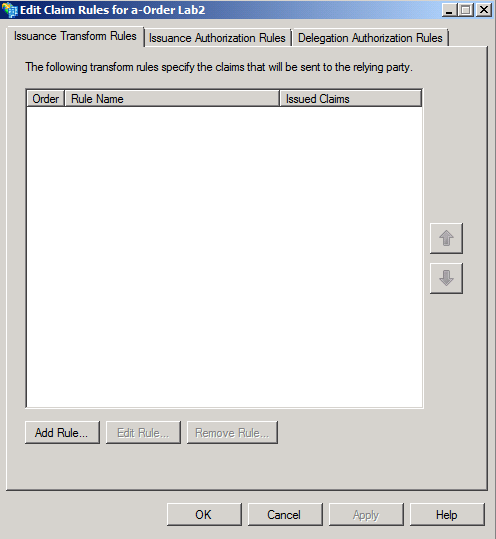 Edit Claim Rules for a-Order Lab2
Issuance Transform Rules Issuance Authorization Rules Delegation Authorization Rules
The following transform rules specify the claims that will be sent to the relying party.
Order Rule Name Issued Claims
Add Rule... Edit Rule... Remove Rule...
OK Cancel Apply Help